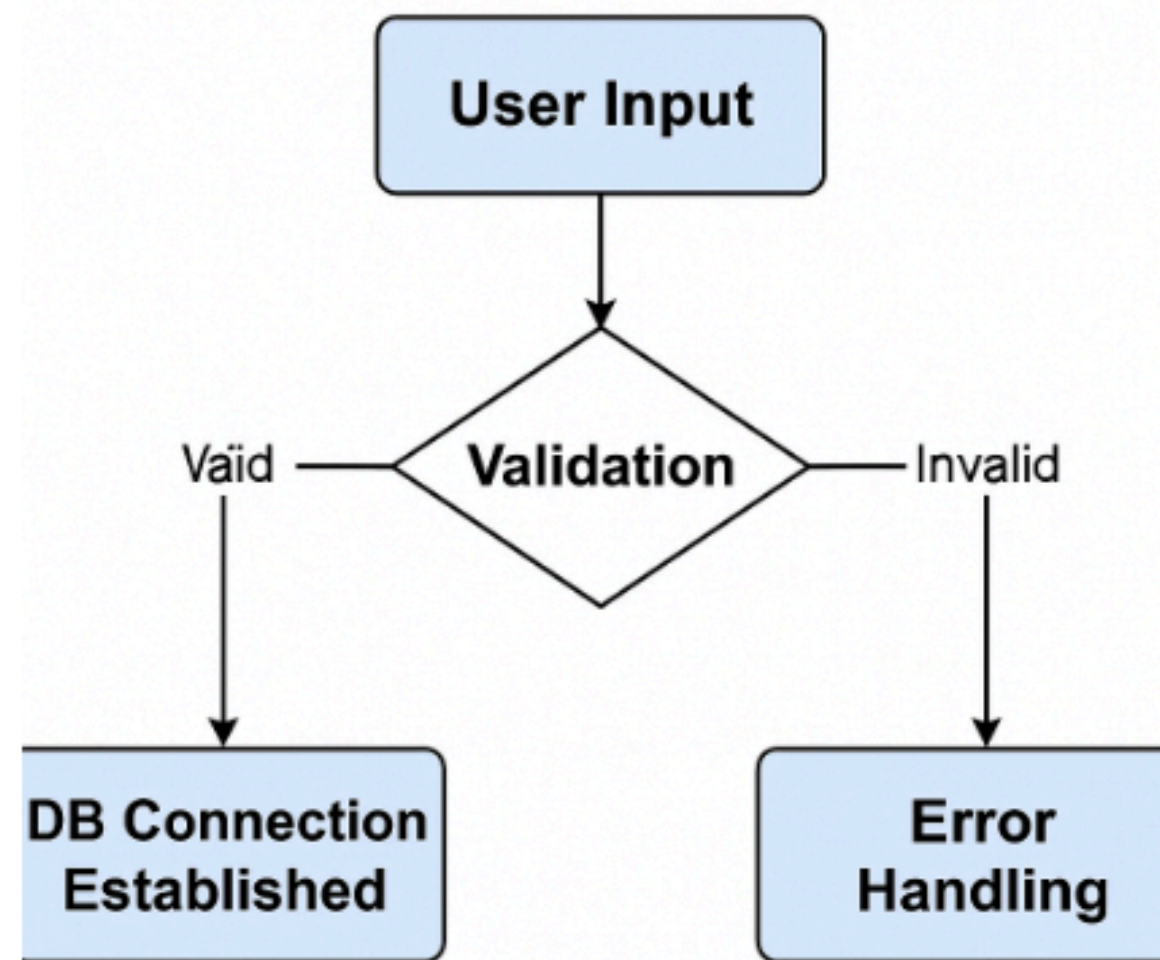 User Input
Validation
Vaïd
Invalid
DB Connection
Established
Error
Handling